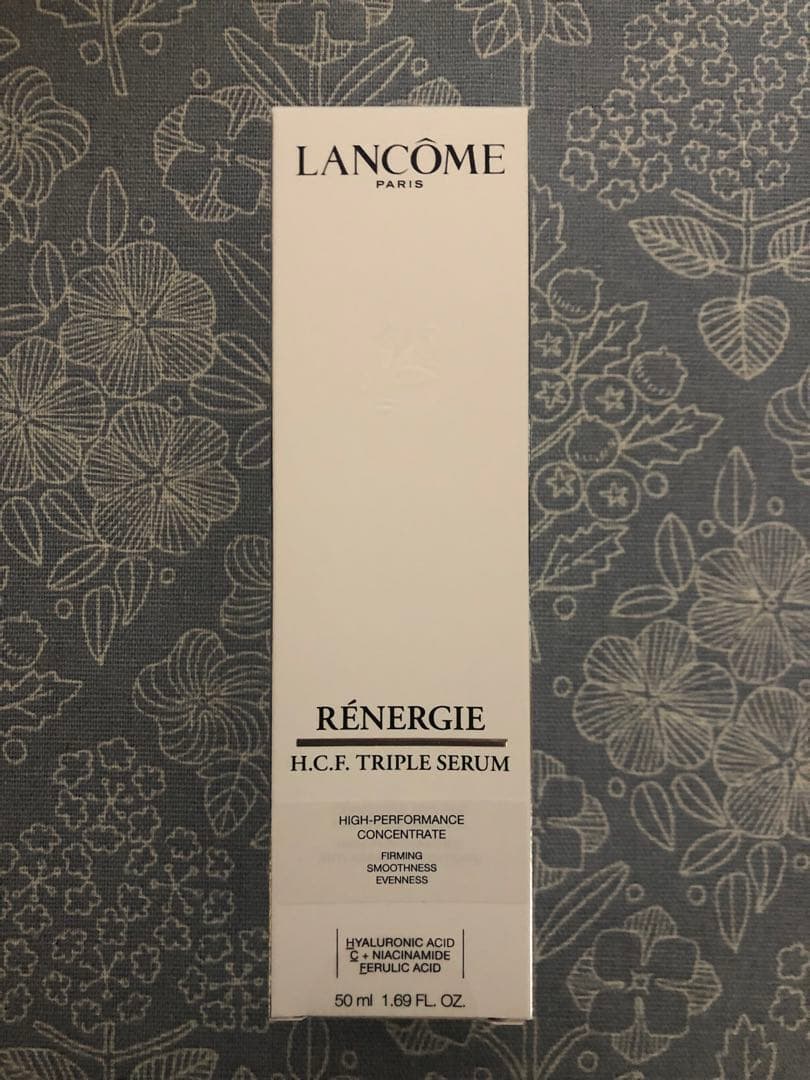 LANCÔME
PARIS
RÉNERGIE
H.C.F. TRIPLE SERUM
HIGH-PERFORMANCE
CONCENTRATE
FIRMING
SMOOTHNESS
EVENNESS
HYALURONIC ACID
C + NIACINAMIDE
FERULIC ACID
50 ml 1.69 FL. OZ.